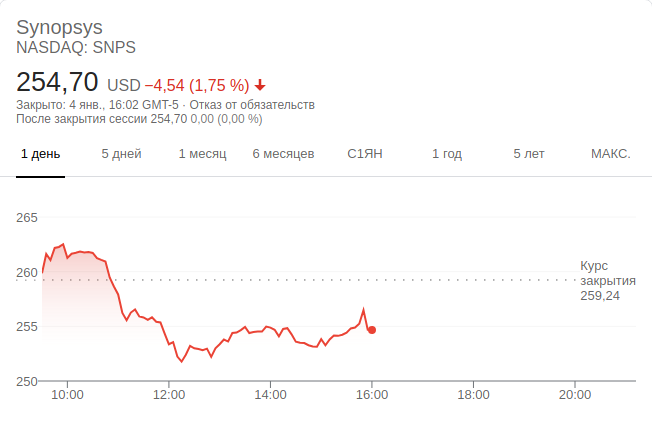 Synopsys
NASDAQ: SNPS
254,70 USD −4,54 (1,75 %)
Закрыто: 4 янв., 16:02 GMT-5 · Отказ от обязательств
После закрытия сессии 254,70 0,00 (0,00 %)
1 день 5 дней 1 месяц 6 месяцев С1ЯН 1 год 5 лет МАКС.
265
260
255
250
Курс
закрытия
259,24
10:00 12:00 14:00 16:00 18:00 20:00